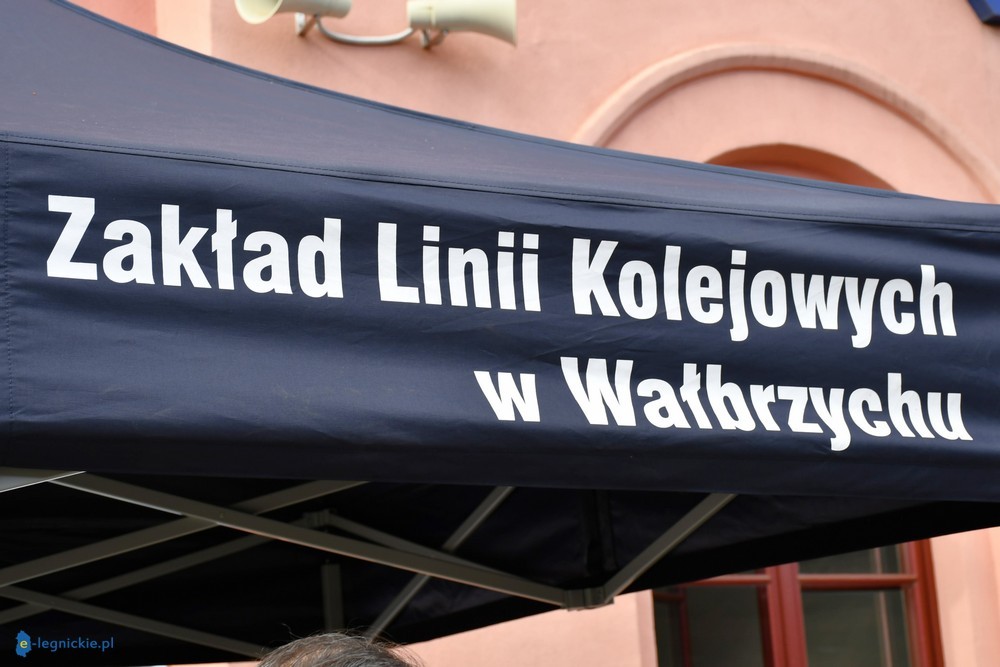 Zakład Linii Kolejowych
w Wałbrzychu
e-legnickie.pl